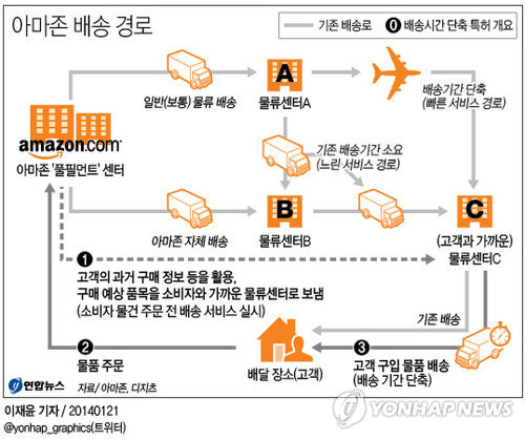 아마존 배송 경로
기존 배송로
0 배송시간 단축 특허 개요
A
일반(보통) 물류 배송
물류센터A
배송기간 단축
(빠른 서비스 경로)
amazon.com
아마존 '풀필먼트' 센터
기존 배송기간 소요
(느린 서비스 경로)
B
C
아마존 자체 배송
물류센터B
(고객과 가까운)
물류센터C
1
고객의 과거 구매 정보 등을 활용,
구매 예상 품목을 소비자와 가까운 물류센터로 보냄
(소비자 물건 주문 전 배송 서비스 실시)
기존 배송
2
물품 주문
3 고객 구입 물품 배송
(배송 기간 단축)
배달 장소(고객)
연합뉴스
자료/ 아마존, 디지츠
이재윤 기자 / 20140121
@yonhap_graphics(트위터)
YONHAP NEWS